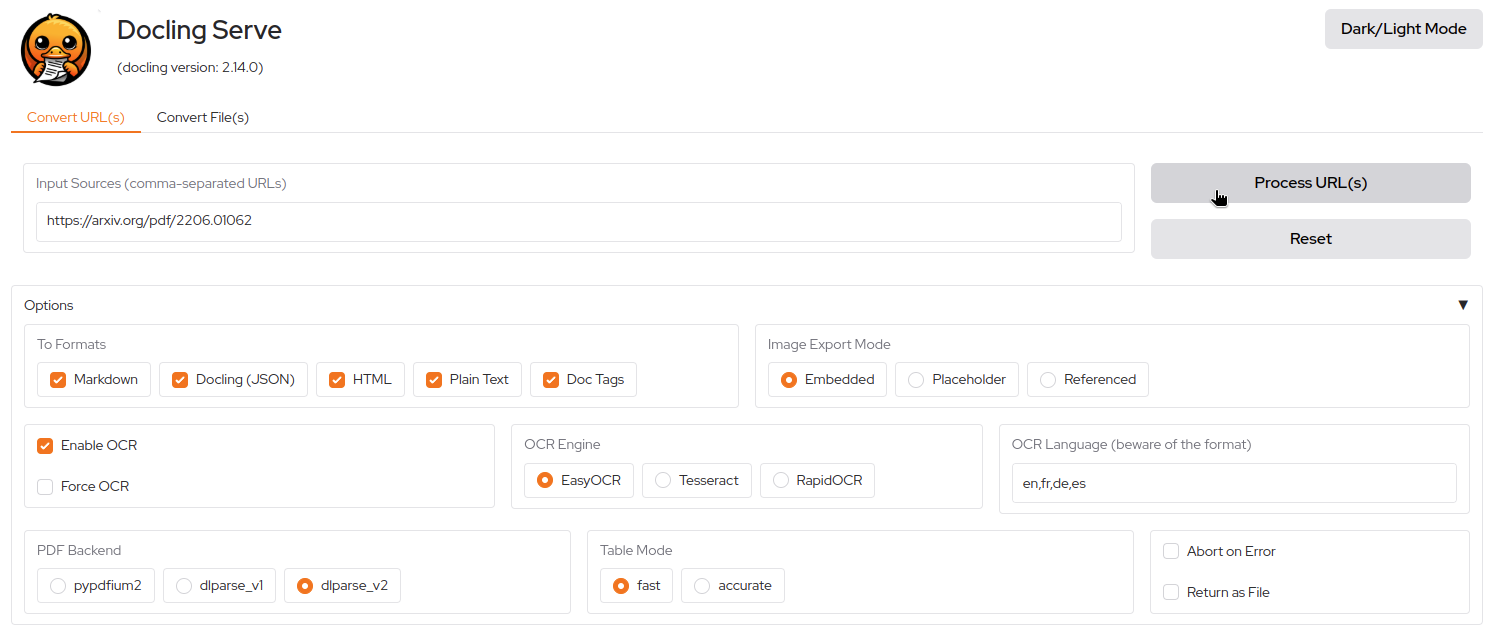 Docling Serve
Dark/Light Mode
(docling version: 2.14.0)
Convert URL(s) Convert File(s)
Input Sources (comma-separated URLs)
https://arxiv.org/pdf/2206.01062
Process URL(s)
Reset
Options ▼
To Formats
Markdown Docling (JSON) HTML Plain Text Doc Tags
Image Export Mode
Embedded Placeholder Referenced
Enable OCR
Force OCR
OCR Engine
EasyOCR Tesseract RapidOCR
OCR Language (beware of the format)
en,fr,de,es
PDF Backend
pypdfium2 dlparse_v1 dlparse_v2
Table Mode
fast accurate
Abort on Error
Return as File